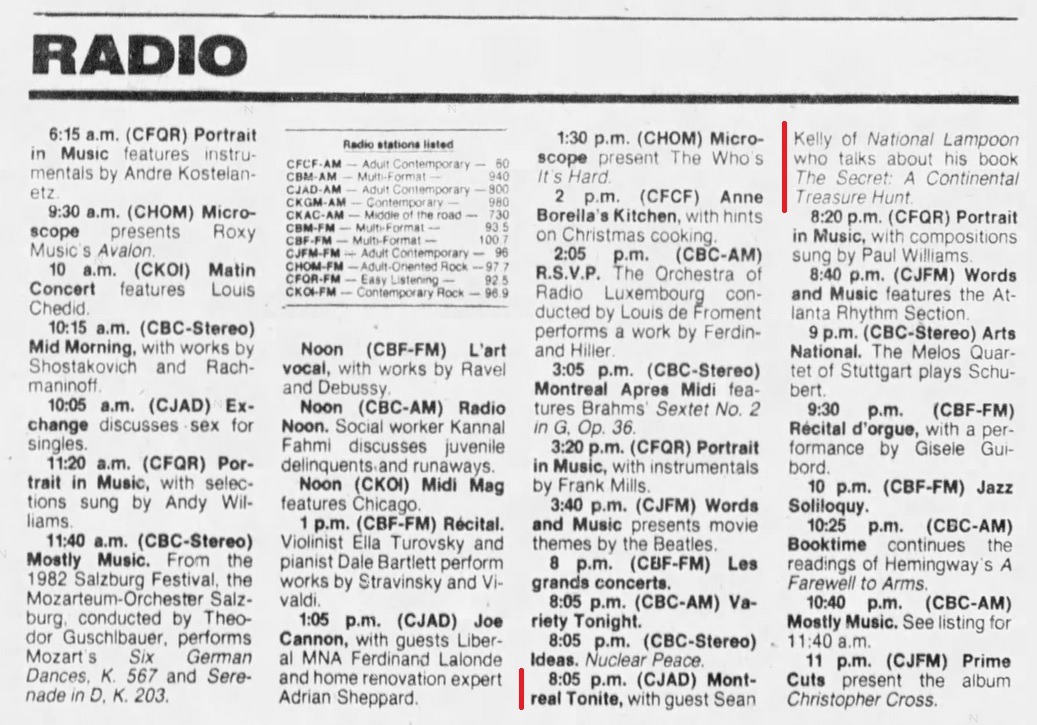 RADIO
6:15 a.m. (CFQR) Portrait
in Music features instru-
mentals by Andre Kostelan-
etz.
9:30 a.m. (CHOM) Micro-
scope presents Roxy
Music's Avalon.
10 a.m. (CKOI) Matin
Concert features Louis
Chedid.
10:15 a.m. (CBC-Stereo)
Mid Morning, with works by
Shostakovich and Rach-
maninoff.
10:05 a.m. (CJAD) Ex-
change discusses sex for
singles.
11:20 a.m. (CFQR) Por-
trait in Music, with selec-
tions sung by Andy Wil-
liams.
11:40 a.m. (CBC-Stereo)
Mostly Music. From the
1982 Salzburg Festival, the
Mozarteum-Orchester Salz-
burg, conducted by Theo-
dor Guschlbauer, performs
Mozart's Six German
Dances, K. 567 and Sere-
nade in D, K. 203.
Radio stations listed
CFCF-AM — Adult Contemporary — 60
CBM-AM — Multi-Format — 940
CJAD-AM — Adult Contemporary — 800
CKGM-AM — Contemporary — 980
CKAC-AM — Middle of the road — 730
CBM-FM — Multi-Format — 93.5
CBF-FM — Multi-Format — 100.7
CJFM-FM — Adult Contemporary — 96
CHOM-FM — Adult-Oriented Rock — 97.7
CFQR-FM — Easy Listening — 92.5
CKOI-FM — Contemporary Rock — 96.9
Noon (CBF-FM) L'art
vocal, with works by Ravel
and Debussy.
Noon (CBC-AM) Radio
Noon. Social worker Kannal
Fahmi discusses juvenile
delinquents and runaways.
Noon (CKOI) Midi Mag
features Chicago.
1 p.m. (CBF-FM) Récital.
Violinist Ella Turovsky and
pianist Dale Bartlett perform
works by Stravinsky and Vi-
valdi.
1:05 p.m. (CJAD) Joe
Cannon, with guests Liber-
al MNA Ferdinand Lalonde
and home renovation expert
Adrian Sheppard.
1:30 p.m. (CHOM) Micro-
scope present The Who's
It's Hard.
2 p.m. (CFCF) Anne
Borella's Kitchen, with hints
on Christmas cooking.
2:05 p.m. (CBC-AM)
R.S.V.P. The Orchestra of
Radio Luxembourg con-
ducted by Louis de Froment
performs a work by Ferdin-
and Hiller.
3:05 p.m. (CBC-Stereo)
Montreal Apres Midi fea-
tures Brahms' Sextet No. 2
in G, Op. 36.
3:20 p.m. (CFQR) Portrait
in Music, with instrumentals
by Frank Mills.
3:40 p.m. (CJFM) Words
and Music presents movie
themes by the Beatles.
8 p.m. (CBF-FM) Les
grands concerts.
8:05 p.m. (CBC-AM) Va-
riety Tonight.
8:05 p.m. (CBC-Stereo)
Ideas. Nuclear Peace.
8:05 p.m. (CJAD) Mont-
real Tonite, with guest Sean
Kelly of National Lampoon
who talks about his book
The Secret: A Continental
Treasure Hunt.
8:20 p.m. (CFQR) Portrait
in Music, with compositions
sung by Paul Williams.
8:40 p.m. (CJFM) Words
and Music features the At-
lanta Rhythm Section.
9 p.m. (CBC-Stereo) Arts
National. The Melos Quar-
tet of Stuttgart plays Schu-
bert.
9:30 p.m. (CBF-FM)
Récital d'orgue, with a per-
formance by Gisele Gui-
bord.
10 p.m. (CBF-FM) Jazz
Soliloquy.
10:25 p.m. (CBC-AM)
Booktime continues the
readings of Hemingway's A
Farewell to Arms.
10:40 p.m. (CBC-AM)
Mostly Music. See listing for
11:40 a.m.
11 p.m. (CJFM) Prime
Cuts present the album
Christopher Cross.